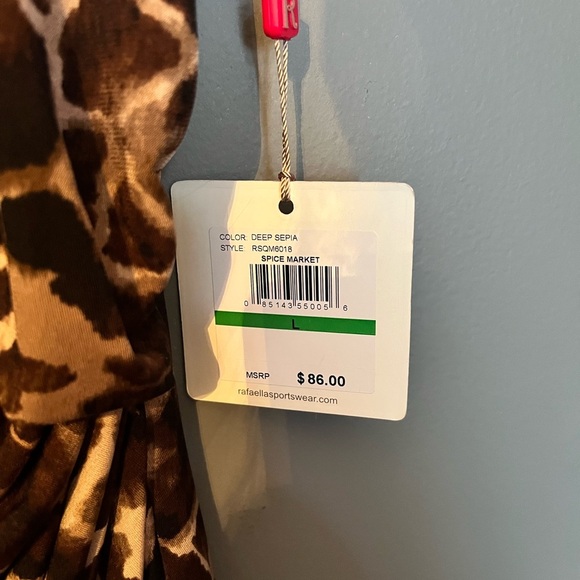 R
COLOR: DEEP SEPIA
STYLE: RSQM6018
SPICE MARKET
0 85143 55005 6
L
MSRP $86.00
rafaellasportswear.com